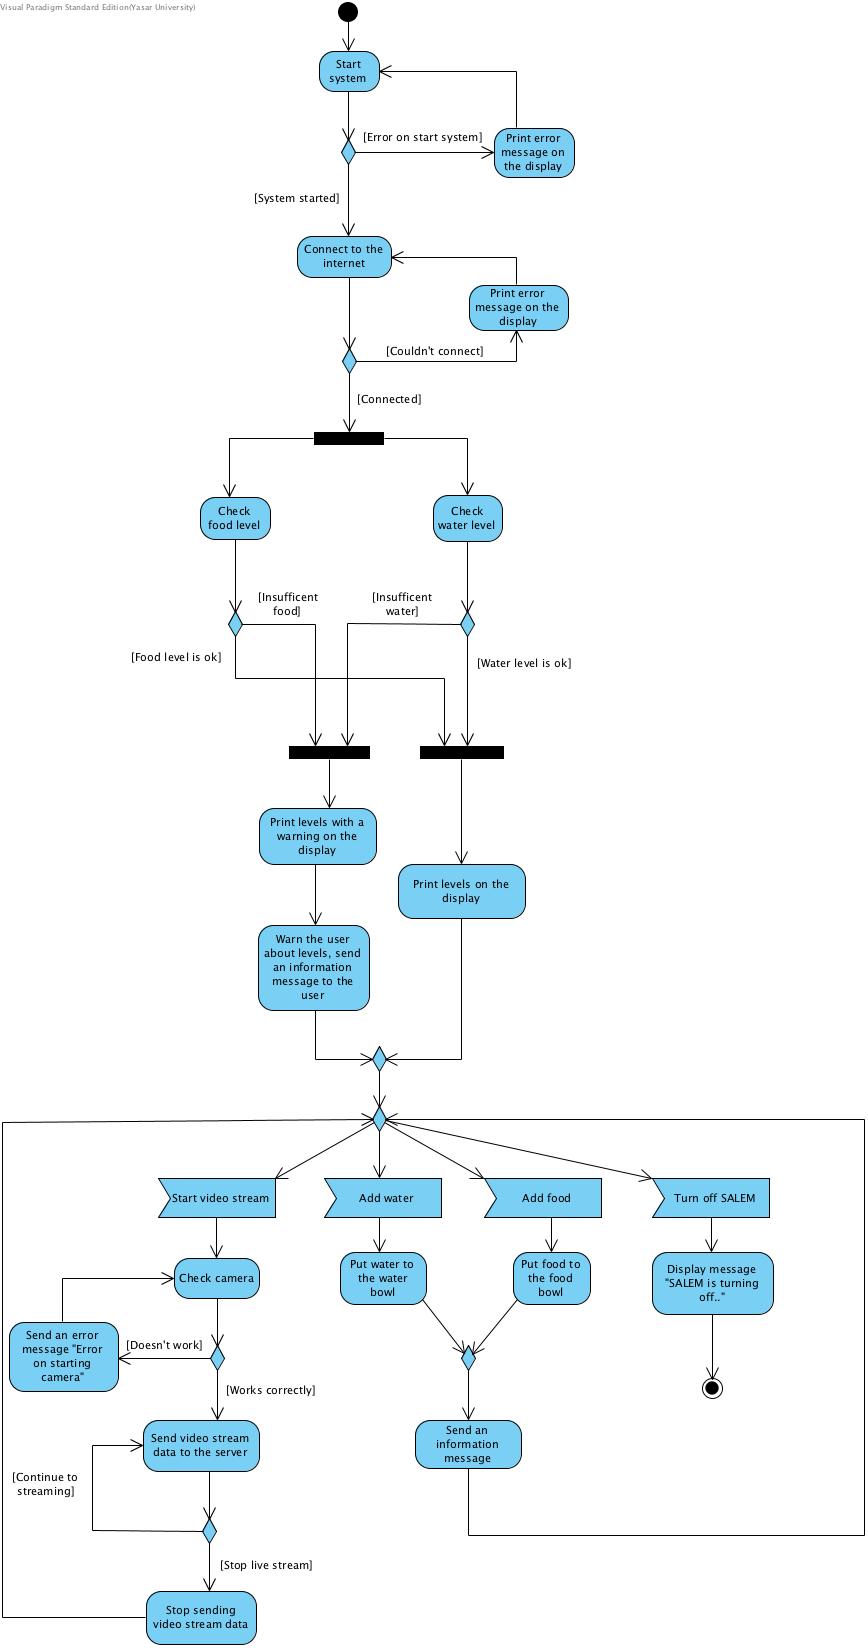 Visual Paradigm Standard Edition(Yasar University)
Start
system
[Error on start system]
Print error
message on
the display
[System started]
Connect to the
internet
Print error
message on the
display
[Couldn't connect]
[Connected]
Check
food level
Check
water level
[Insufficent
food]
[Insufficent
water]
[Food level is ok]
[Water level is ok]
Print levels with a
warning on the
display
Print levels on the
display
Warn the user
about levels, send
an information
message to the
user
Start video stream
Add water
Add food
Turn off SALEM
Check camera
Put water to
the water
bowl
Put food to
the food
bowl
Display message
"SALEM is turning
off.."
Send an error
message "Error
on starting
camera"
[Doesn't work]
[Works correctly]
Send video stream
data to the server
Send an
information
message
[Continue to
streaming]
[Stop live stream]
Stop sending
video stream data